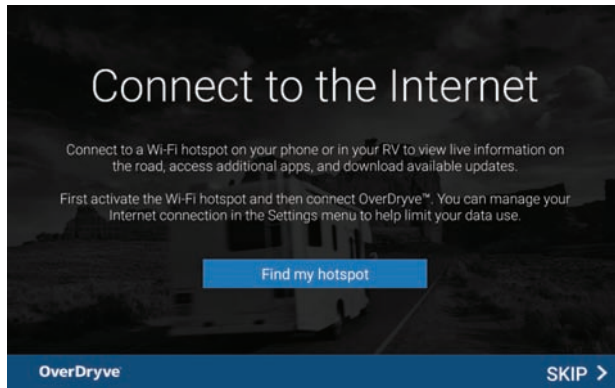 Connect to the Internet
Connect to a Wi-Fi hotspot on your phone or in your RV to view live information on
the road, access additional apps, and download available updates.
First activate the Wi-Fi hotspot and then connect OverDryve™. You can manage your
Internet connection in the Settings menu to help limit your data use.
Find my hotspot
OverDryve
SKIP >